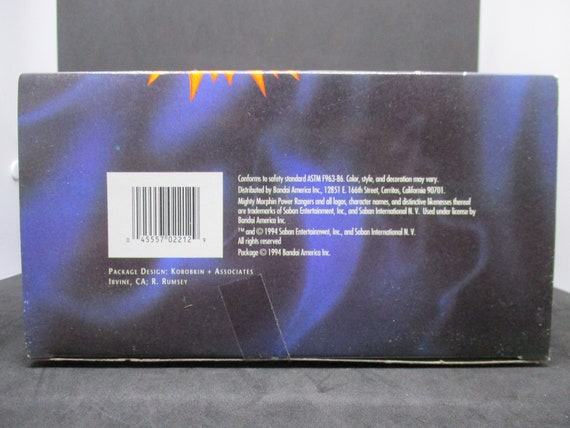 Conforms to safety standard ASTM F963-86. Color, style, and decoration may vary.
Distributed by Bandai America Inc., 12851 E. 166th Street, Cerritos, California 90701.
Mighty Morphin Power Rangers and all logos, character names, and distinctive likenesses thereof
are trademarks of Saban Entertainment, Inc., and Saban International N. V. Used under license by
Bandai America Inc.
™ and © 1994 Saban Entertainment, Inc., and Saban International N. V.
All rights reserved
Package © 1994 Bandai America Inc.
0 45557 02212 9
PACKAGE DESIGN: KOROBKIN + ASSOCIATES
IRVINE, CA; R. RUMSEY